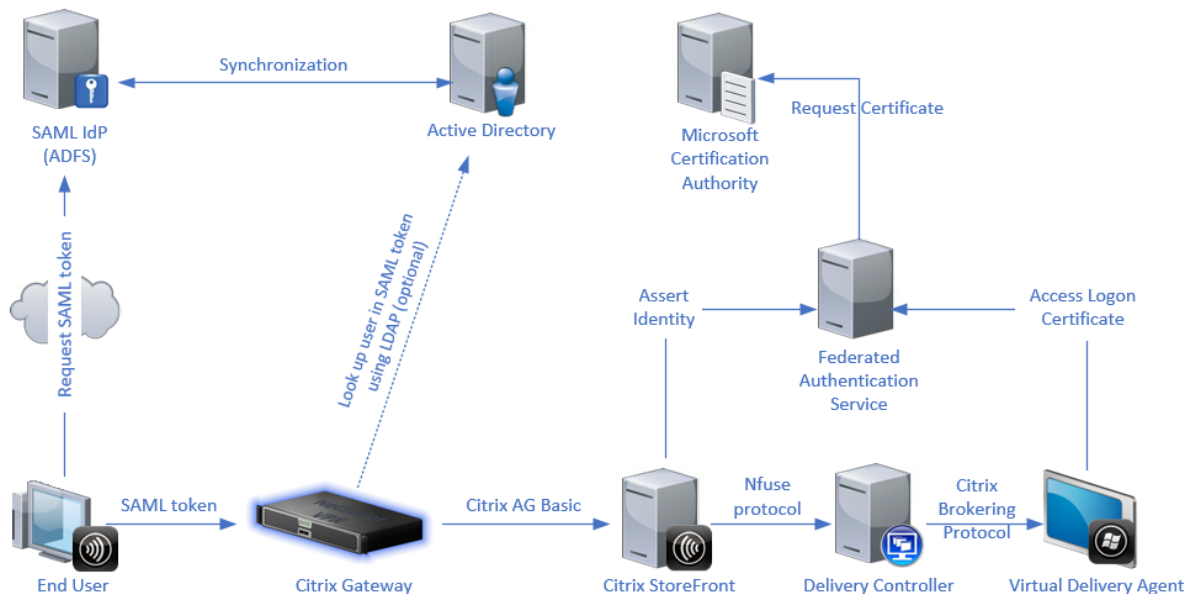 Synchronization
SAML IdP
(ADFS)
Active Directory
Request Certificate
Microsoft
Certification
Authority
Request SAML token
Look up user in SAML token
using LDAP (optional)
Assert
Identity
Access Logon
Certificate
Federated
Authentication
Service
SAML token
Citrix AG Basic
Nfuse
protocol
Citrix
Brokering
Protocol
End User
Citrix Gateway
Citrix StoreFront
Delivery Controller
Virtual Delivery Agent